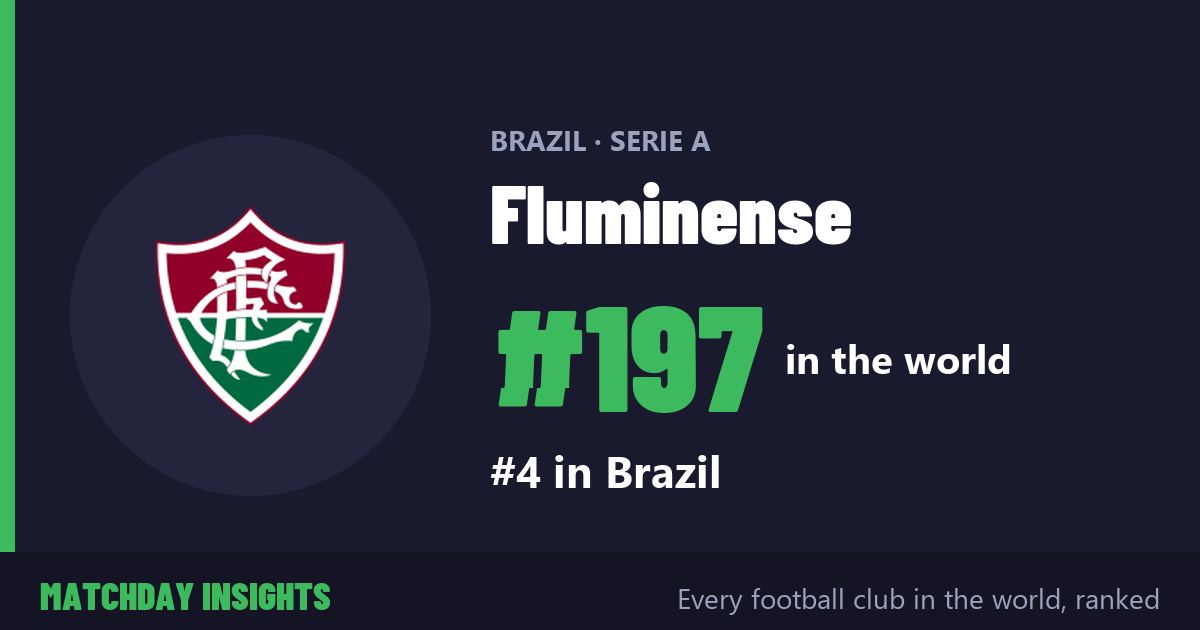 BRAZIL · SERIE A
Fluminense
#197 in the world
#4 in Brazil
MATCHDAY INSIGHTS
Every football club in the world, ranked